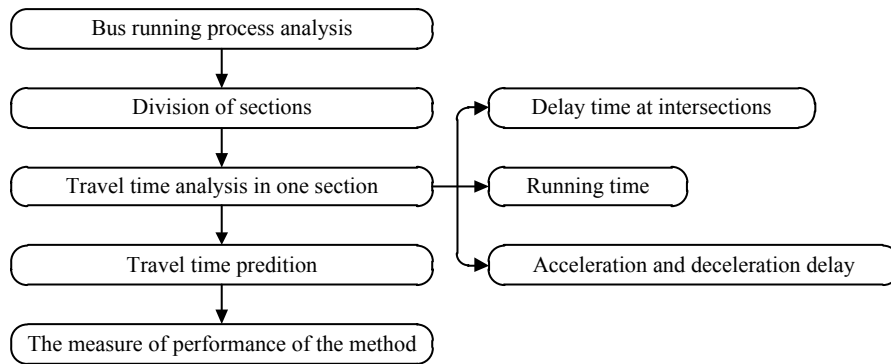 Bus running process analysis
Division of sections
Delay time at intersections
Travel time analysis in one section
Running time
Travel time predition
Acceleration and deceleration delay
The measure of performance of the method